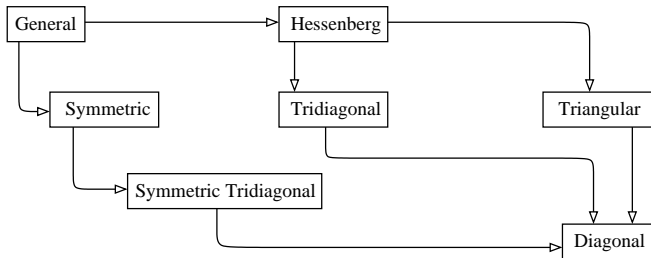 General
Hessenberg
Symmetric
Tridiagonal
Triangular
Symmetric Tridiagonal
Diagonal